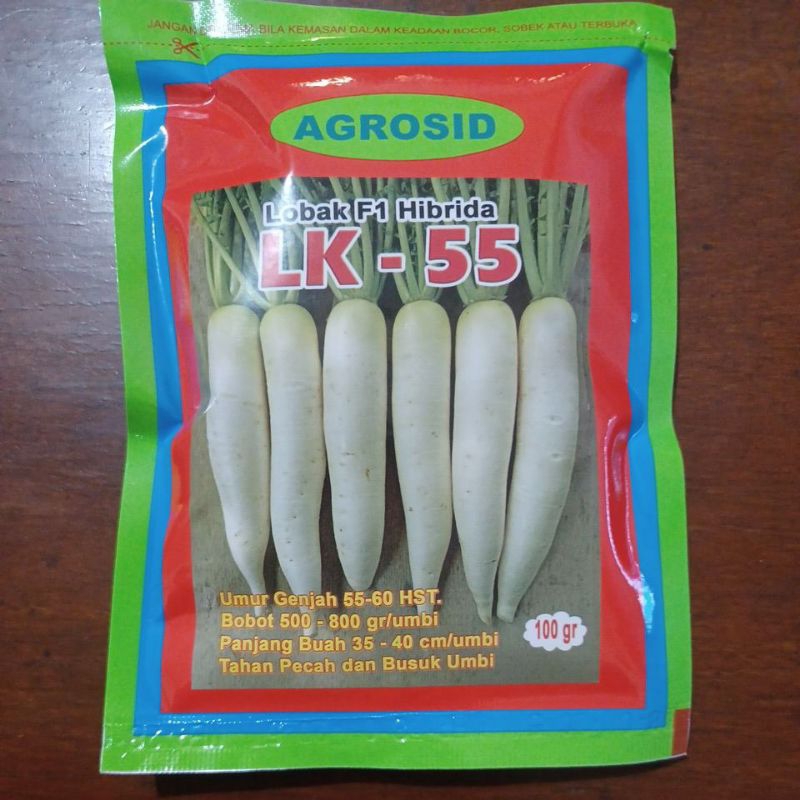 JANGAN BILA KEMASAN DALAM KEADAAN BOCOR, SOBEK ATAU TERBUKA
AGROSID
Lobak F1 Hibrida
LK - 55
Umur Genjah 55-60 HST.
Bobot 500 - 800 gr/umbi
Panjang Buah 35 - 40 cm/umbi
Tahan Pecah dan Busuk Umbi
100 gr